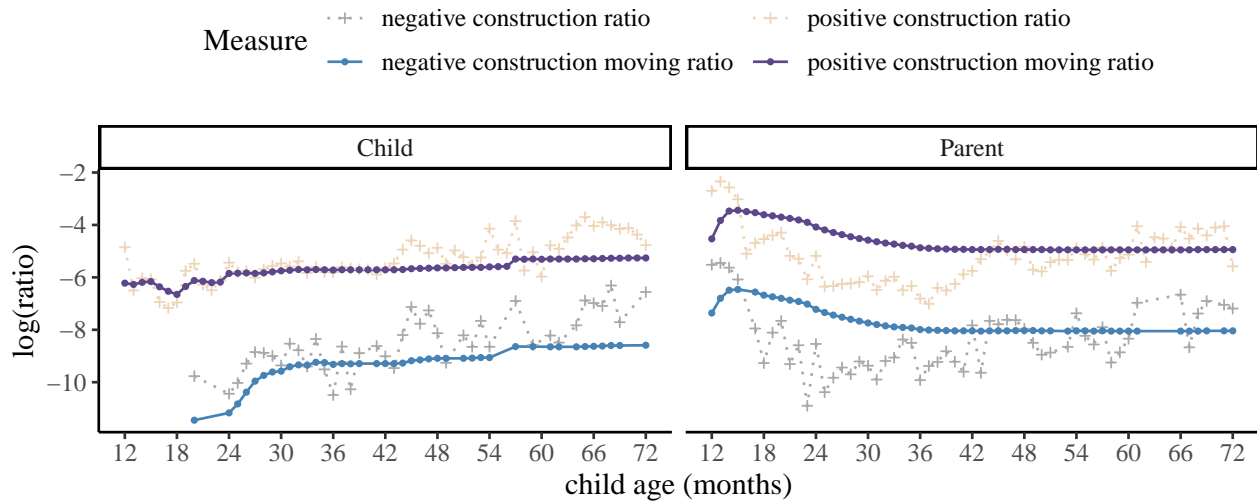 Measure
negative construction ratio
positive construction ratio
negative construction moving ratio
positive construction moving ratio
Child
Parent
log(ratio)
−2
−4
−6
−8
−10
12 18 24 30 36 42 48 54 60 66 72
12 18 24 30 36 42 48 54 60 66 72
child age (months)